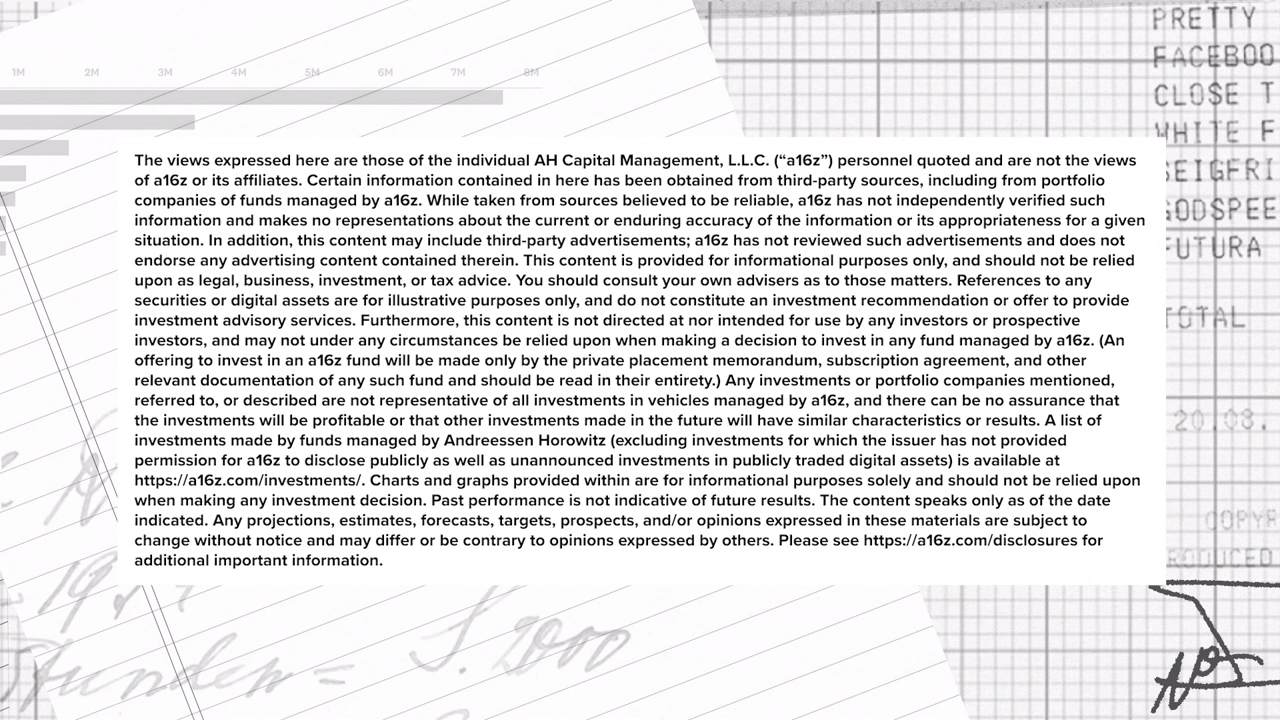 1M 2M 3M 4M 5M 6M 7M 8M
PRETTY
FACEBOO
CLOSE T
WHITE F
SEIGFRI
GODSPEE
FUTURA
TOTAL
20.08.
COPYR
The views expressed here are those of the individual AH Capital Management, L.L.C. (“a16z”) personnel quoted and are not the views
of a16z or its affiliates. Certain information contained in here has been obtained from third-party sources, including from portfolio
companies of funds managed by a16z. While taken from sources believed to be reliable, a16z has not independently verified such
information and makes no representations about the current or enduring accuracy of the information or its appropriateness for a given
situation. In addition, this content may include third-party advertisements; a16z has not reviewed such advertisements and does not
endorse any advertising content contained therein. This content is provided for informational purposes only, and should not be relied
upon as legal, business, investment, or tax advice. You should consult your own advisers as to those matters. References to any
securities or digital assets are for illustrative purposes only, and do not constitute an investment recommendation or offer to provide
investment advisory services. Furthermore, this content is not directed at nor intended for use by any investors or prospective
investors, and may not under any circumstances be relied upon when making a decision to invest in any fund managed by a16z. (An
offering to invest in an a16z fund will be made only by the private placement memorandum, subscription agreement, and other
relevant documentation of any such fund and should be read in their entirety.) Any investments or portfolio companies mentioned,
referred to, or described are not representative of all investments in vehicles managed by a16z, and there can be no assurance that
the investments will be profitable or that other investments made in the future will have similar characteristics or results. A list of
investments made by funds managed by Andreessen Horowitz (excluding investments for which the issuer has not provided
permission for a16z to disclose publicly as well as unannounced investments in publicly traded digital assets) is available at
https://a16z.com/investments/. Charts and graphs provided within are for informational purposes solely and should not be relied upon
when making any investment decision. Past performance is not indicative of future results. The content speaks only as of the date
indicated. Any projections, estimates, forecasts, targets, prospects, and/or opinions expressed in these materials are subject to
change without notice and may differ or be contrary to opinions expressed by others. Please see https://a16z.com/disclosures for
additional important information.